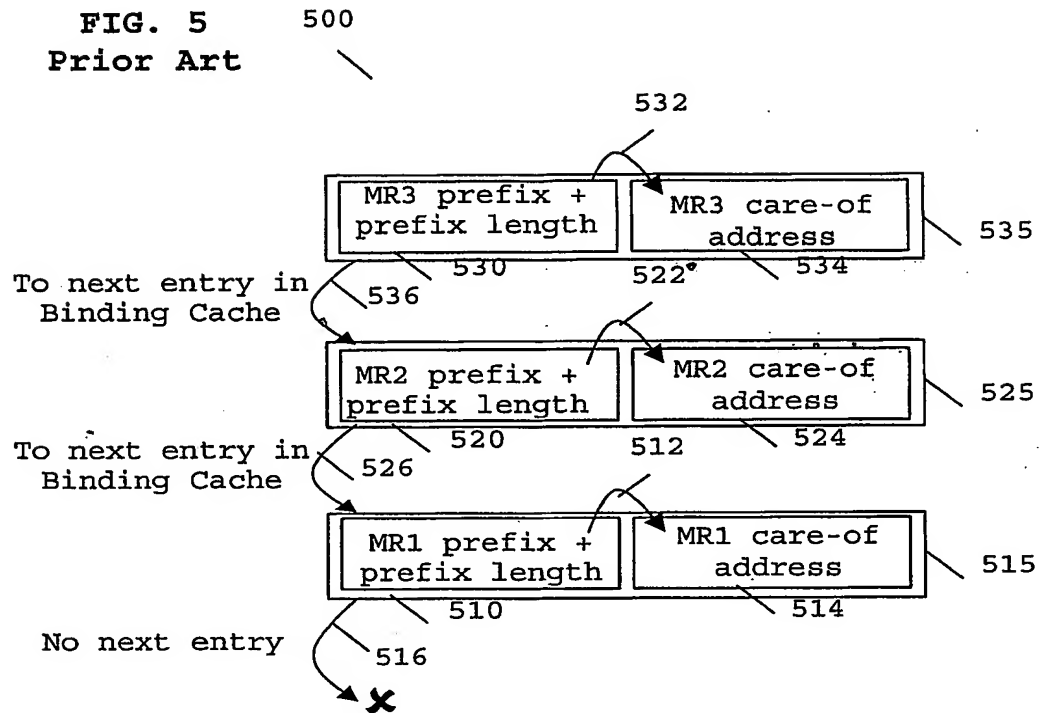 FIG. 5
Prior Art
500
532
MR3 prefix +
prefix length
MR3 care-of
address
535
530
522
534
To next entry in
Binding Cache
536
MR2 prefix +
prefix length
MR2 care-of
address
525
520
512
524
To next entry in
Binding Cache
526
MR1 prefix +
prefix length
MR1 care-of
address
515
510
514
No next entry
516
x